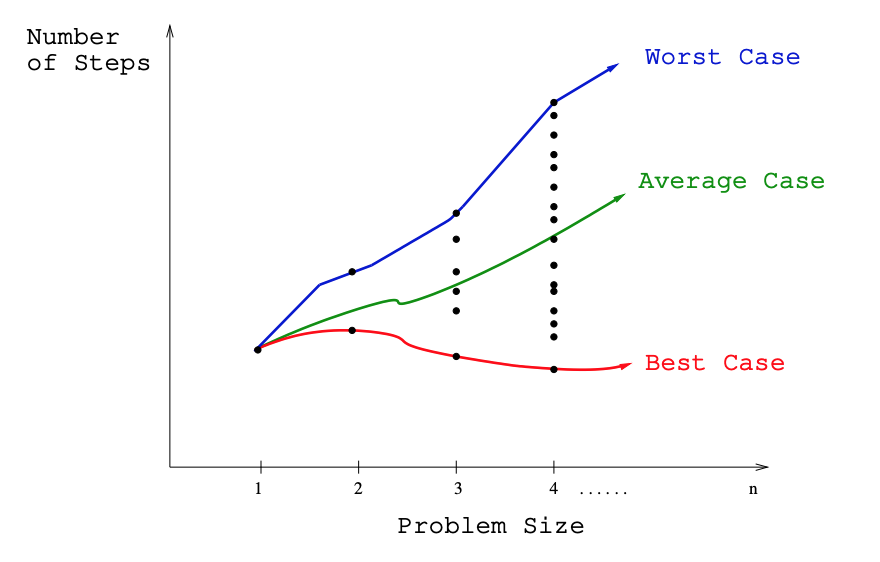 Number
of Steps
Worst Case
Average Case
Best Case
1 2 3 4 ...... n
Problem Size